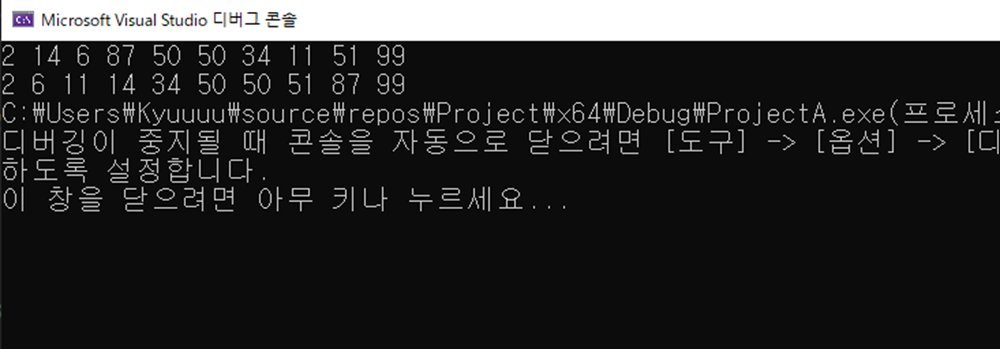 Microsoft Visual Studio 디버그 콘솔
2 14 6 87 50 50 34 11 51 99
2 6 11 14 34 50 50 51 87 99
C:₩Users₩Kyuuuu₩source₩repos₩Project₩x64₩Debug₩ProjectA.exe(프로세
디버깅이 중지될 때 콘솔을 자동으로 닫으려면 [도구] -> [옵션] -> [디
하도록 설정합니다.
이 창을 닫으려면 아무 키나 누르세요...